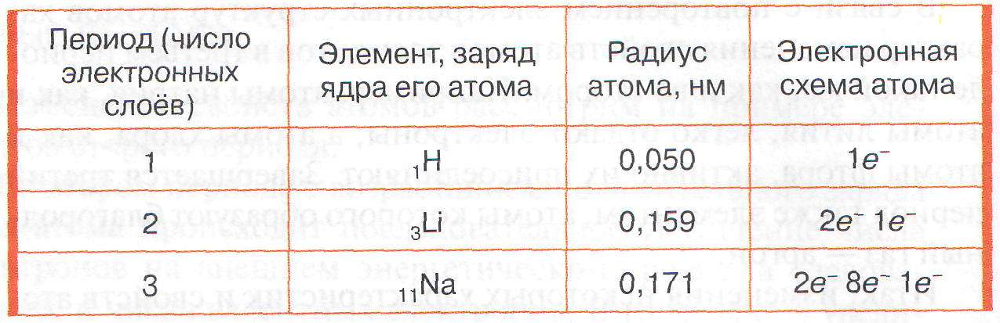 Период (число электронных слоёв) Элемент, заряд ядра его атома Радиус атома, нм Электронная схема атома
1 ₁H 0,050 1e⁻
2 ₃Li 0,159 2e⁻ 1e⁻
3 ₁₁Na 0,171 2e⁻ 8e⁻ 1e⁻